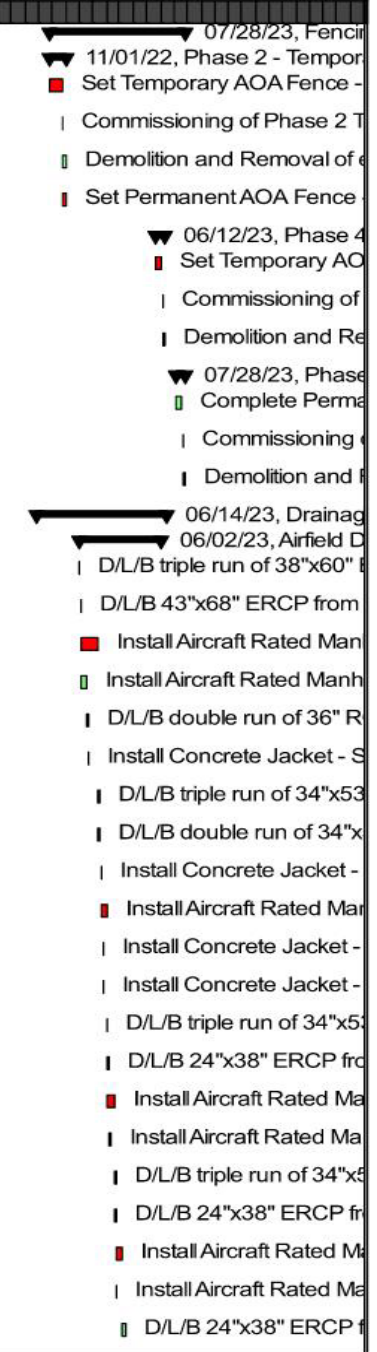 07/28/23, Fencin
11/01/22, Phase 2 - Tempor
Set Temporary AOA Fence -
Commissioning of Phase 2 T
Demolition and Removal of e
Set Permanent AOA Fence -
06/12/23, Phase 4
Set Temporary AO
Commissioning of
Demolition and Re
07/28/23, Phase
Complete Perma
Commissioning
Demolition and
06/14/23, Drainag
06/02/23, Airfield D
D/L/B triple run of 38"x60"
D/L/B 43"x68" ERCP from
Install Aircraft Rated Man
Install Aircraft Rated Manh
D/L/B double run of 36" R
Install Concrete Jacket - S
D/L/B triple run of 34"x53
D/L/B double run of 34"x
Install Concrete Jacket -
Install Aircraft Rated Man
Install Concrete Jacket -
Install Concrete Jacket -
D/L/B triple run of 34"x53
D/L/B 24"x38" ERCP fro
Install Aircraft Rated Ma
Install Aircraft Rated Ma
D/L/B triple run of 34"x5
D/L/B 24"x38" ERCP fr
Install Aircraft Rated Ma
Install Aircraft Rated Ma
D/L/B 24"x38" ERCP f